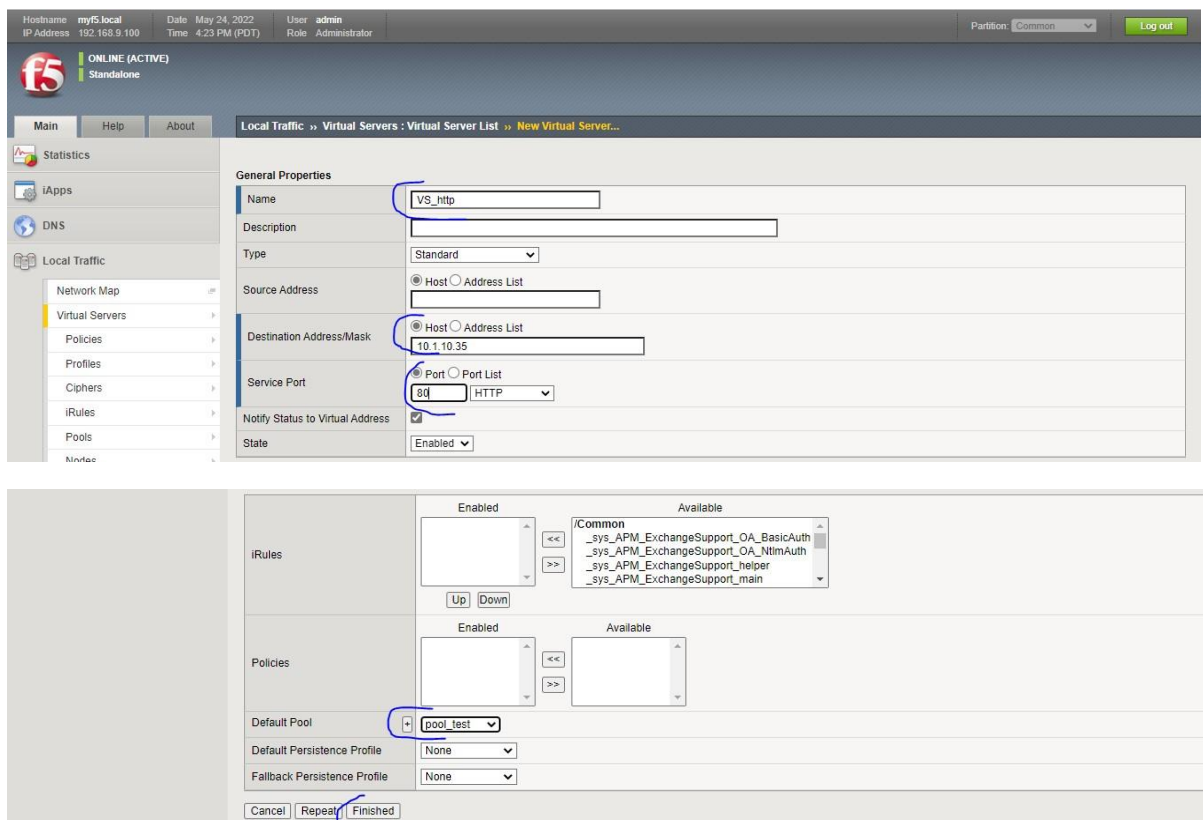 Hostname myf5.local Date May 24, 2022 User admin
IP Address 192.168.9.100 Time 4:23 PM (PDT) Role Administrator
Partition: Common Log out
f5
ONLINE (ACTIVE)
Standalone
Main Help About
Local Traffic ›› Virtual Servers : Virtual Server List ›› New Virtual Server...
Statistics
iApps
DNS
Local Traffic
Network Map
Virtual Servers
Policies
Profiles
Ciphers
iRules
Pools
Nodes
General Properties
Name VS_http
Description
Type Standard
Source Address Host Address List
Destination Address/Mask Host Address List
10.1.10.35
Service Port Port Port List
80 HTTP
Notify Status to Virtual Address
State Enabled
Enabled Available
iRules
<<
>>
/Common
_sys_APM_ExchangeSupport_OA_BasicAuth
_sys_APM_ExchangeSupport_OA_NtlmAuth
_sys_APM_ExchangeSupport_helper
_sys_APM_ExchangeSupport_main
Up Down
Enabled Available
Policies
<<
>>
Default Pool + pool_test
Default Persistence Profile None
Fallback Persistence Profile None
Cancel Repeat Finished